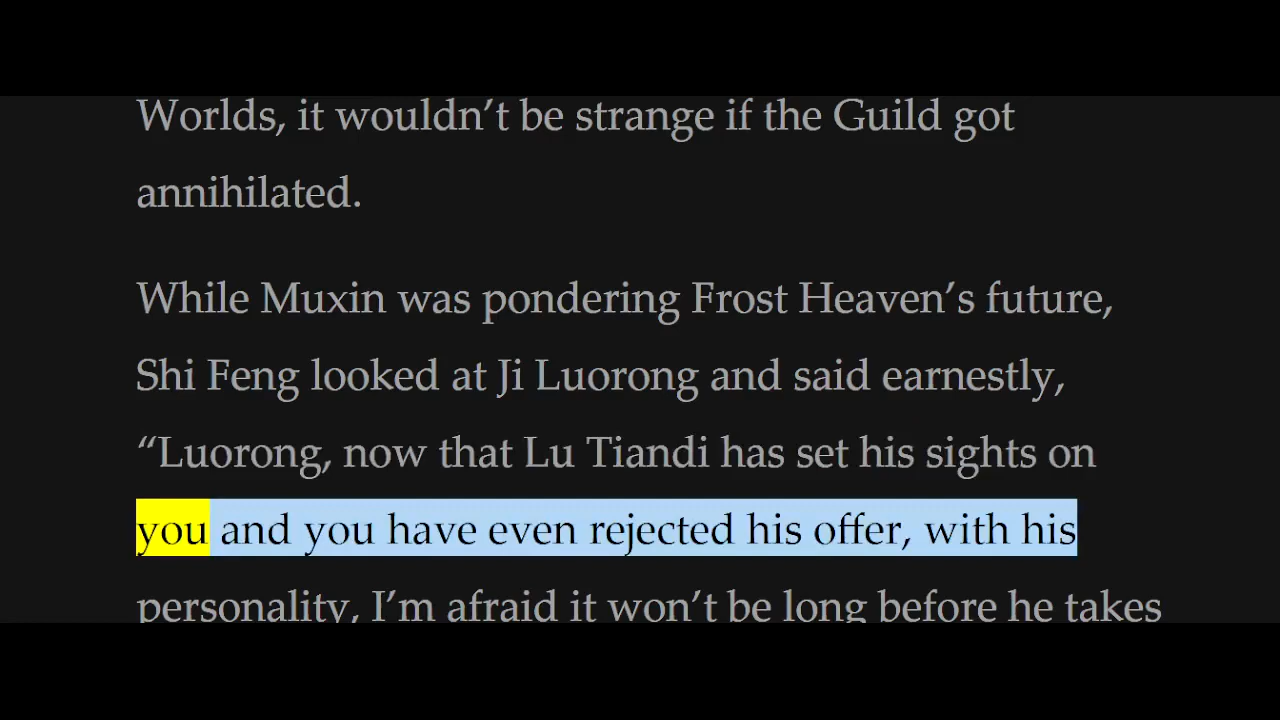 Worlds, it wouldn’t be strange if the Guild got
annihilated.
While Muxin was pondering Frost Heaven’s future,
Shi Feng looked at Ji Luorong and said earnestly,
“Luorong, now that Lu Tiandi has set his sights on
you and you have even rejected his offer, with his
personality, I’m afraid it won’t be long before he takes